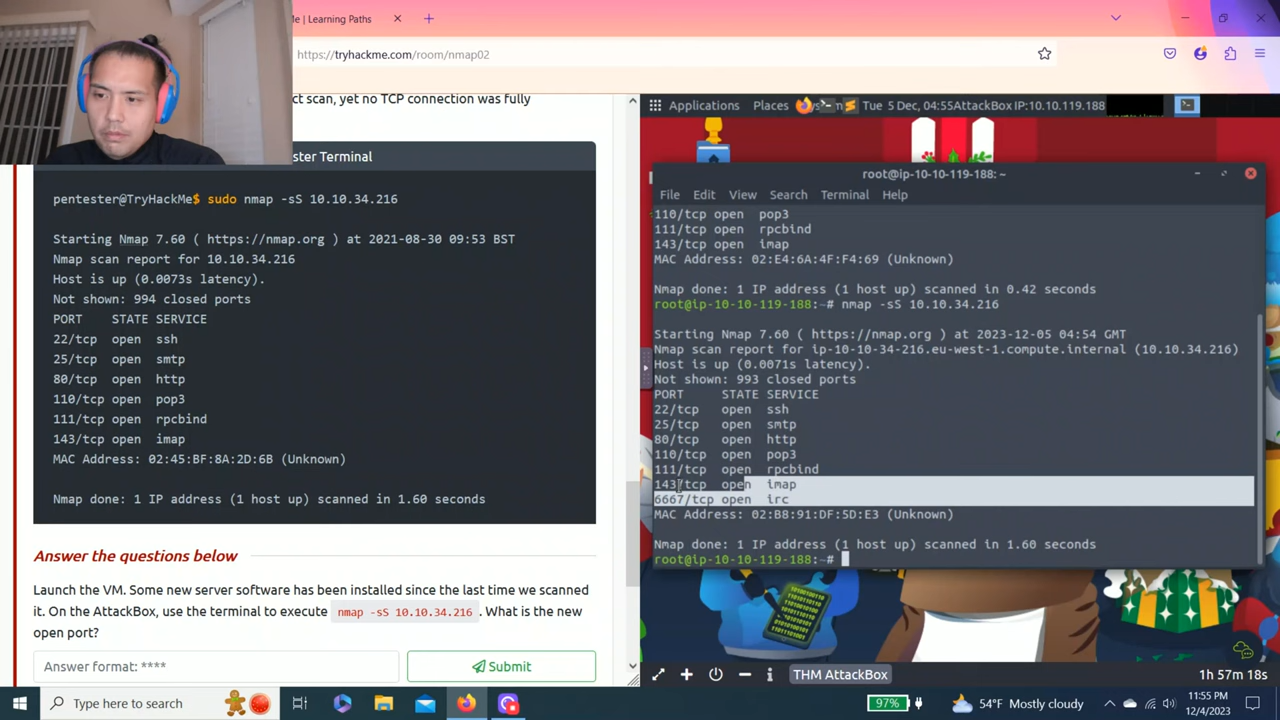 Me | Learning Paths
https://tryhackme.com/room/nmap02
ct scan, yet no TCP connection was fully
ster Terminal
pentester@TryHackMe$ sudo nmap -sS 10.10.34.216
Starting Nmap 7.60 ( https://nmap.org ) at 2021-08-30 09:53 BST
Nmap scan report for 10.10.34.216
Host is up (0.0073s latency).
Not shown: 994 closed ports
PORT STATE SERVICE
22/tcp open ssh
25/tcp open smtp
80/tcp open http
110/tcp open pop3
111/tcp open rpcbind
143/tcp open imap
MAC Address: 02:45:BF:8A:2D:6B (Unknown)
Nmap done: 1 IP address (1 host up) scanned in 1.60 seconds
Answer the questions below
Launch the VM. Some new server software has been installed since the last time we scanned
it. On the AttackBox, use the terminal to execute nmap -sS 10.10.34.216 . What is the new
open port?
Answer format: ****
Submit
Applications Places Tue 5 Dec, 04:55 AttackBox IP:10.10.119.188
root@ip-10-10-119-188: ~
File Edit View Search Terminal Help
110/tcp open pop3
111/tcp open rpcbind
143/tcp open imap
MAC Address: 02:E4:6A:4F:F4:69 (Unknown)
Nmap done: 1 IP address (1 host up) scanned in 0.42 seconds
root@ip-10-10-119-188:~# nmap -sS 10.10.34.216
Starting Nmap 7.60 ( https://nmap.org ) at 2023-12-05 04:54 GMT
Nmap scan report for ip-10-10-34-216.eu-west-1.compute.internal (10.10.34.216)
Host is up (0.0071s latency).
Not shown: 993 closed ports
PORT STATE SERVICE
22/tcp open ssh
25/tcp open smtp
80/tcp open http
110/tcp open pop3
111/tcp open rpcbind
143/tcp open imap
6667/tcp open irc
MAC Address: 02:B8:91:DF:5D:E3 (Unknown)
Nmap done: 1 IP address (1 host up) scanned in 1.60 seconds
root@ip-10-10-119-188:~#
THM AttackBox
1h 57m 18s
Type here to search
97%
54°F Mostly cloudy
11:55 PM
12/4/2023